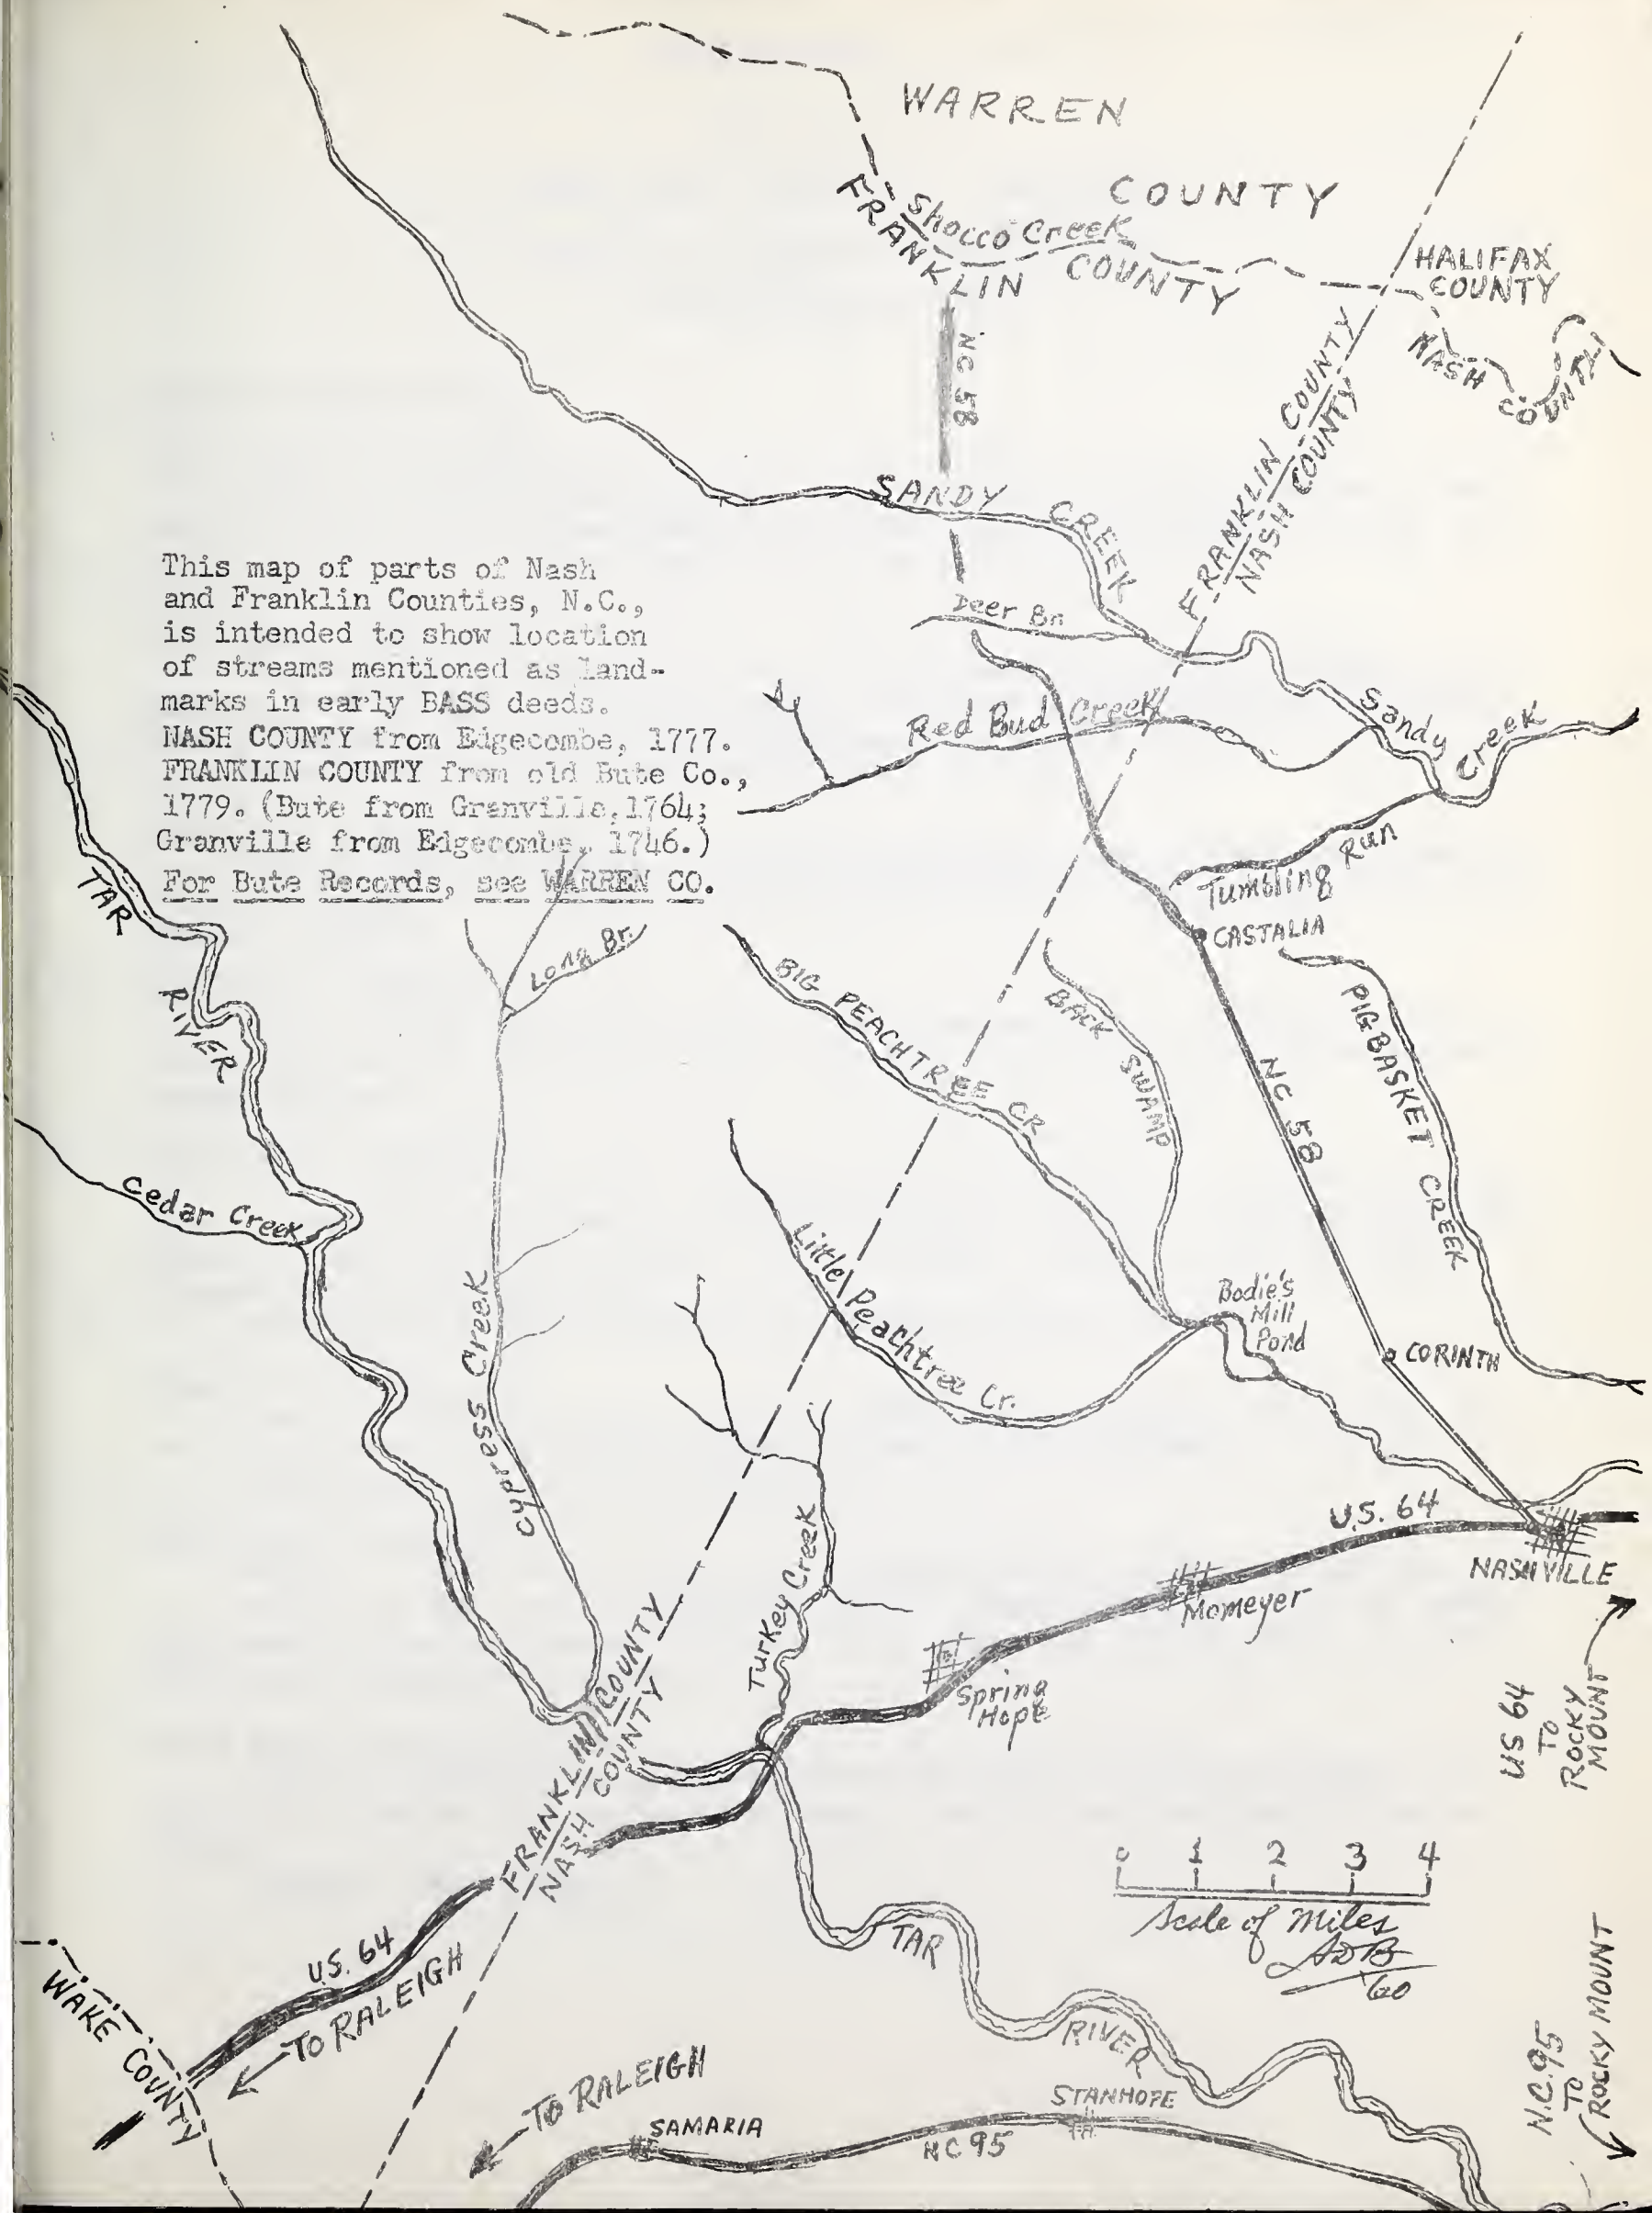 WARREN
COUNTY
Shocco Creek
FRANKLIN COUNTY
HALIFAX
COUNTY
NASH COUNTY
NC 58
FRANKLIN COUNTY
NASH COUNTY
SANDY CREEK
Deer Br.
Red Bud Creek
Sandy Creek
This map of parts of Nash
and Franklin Counties, N.C.,
is intended to show location
of streams mentioned as land-
marks in early BASS deeds.
NASH COUNTY from Edgecombe, 1777.
FRANKLIN COUNTY from old Bute Co.,
1779. (Bute from Granville, 1764;
Granville from Edgecombe, 1746.)
For Bute Records, see WARREN CO.
Tumbling Run
CASTALIA
TAR
RIVER
Long Br.
BIG PEACHTREE CR
BACK SWAMP
PIGBASKET CREEK
NC 58
Cedar Creek
Cypress Creek
Little Peachtree Cr.
Bodie's
Mill
Pond
CORINTH
U.S. 64
NASHVILLE
Momeyer
Turkey Creek
Spring
Hope
FRANKLIN COUNTY
NASH COUNTY
US 64
TO
ROCKY
MOUNT
0 1 2 3 4
Scale of Miles
ADB
'60
TAR
RIVER
U.S. 64
TO RALEIGH
WAKE COUNTY
TO RALEIGH
SAMARIA
NC 95
STANHOPE
N.C. 95
TO
ROCKY MOUNT